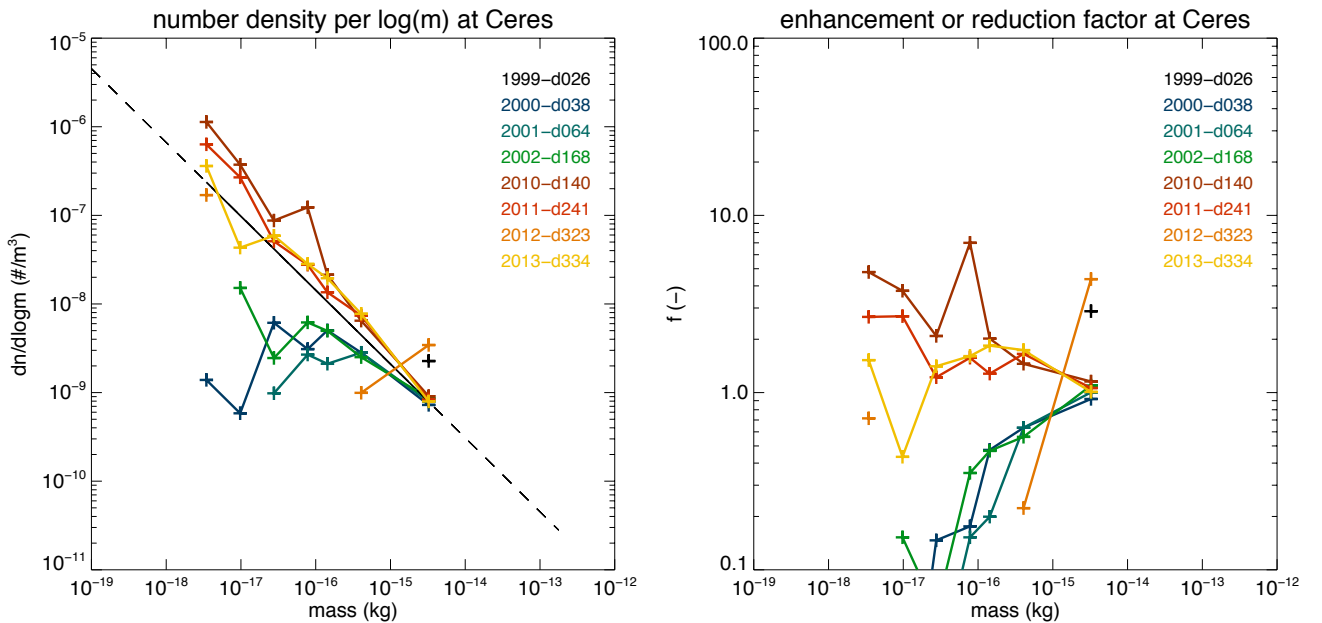 number density per log(m) at Ceres
dn/dlogm (#/m³)
10⁻⁵
10⁻⁶
10⁻⁷
10⁻⁸
10⁻⁹
10⁻¹⁰
10⁻¹¹
1999−d026
2000−d038
2001−d064
2002−d168
2010−d140
2011−d241
2012−d323
2013−d334
10⁻¹⁹ 10⁻¹⁸ 10⁻¹⁷ 10⁻¹⁶ 10⁻¹⁵ 10⁻¹⁴ 10⁻¹³ 10⁻¹²
mass (kg)
enhancement or reduction factor at Ceres
f (−)
100.0
10.0
1.0
0.1
1999−d026
2000−d038
2001−d064
2002−d168
2010−d140
2011−d241
2012−d323
2013−d334
10⁻¹⁹ 10⁻¹⁸ 10⁻¹⁷ 10⁻¹⁶ 10⁻¹⁵ 10⁻¹⁴ 10⁻¹³ 10⁻¹²
mass (kg)